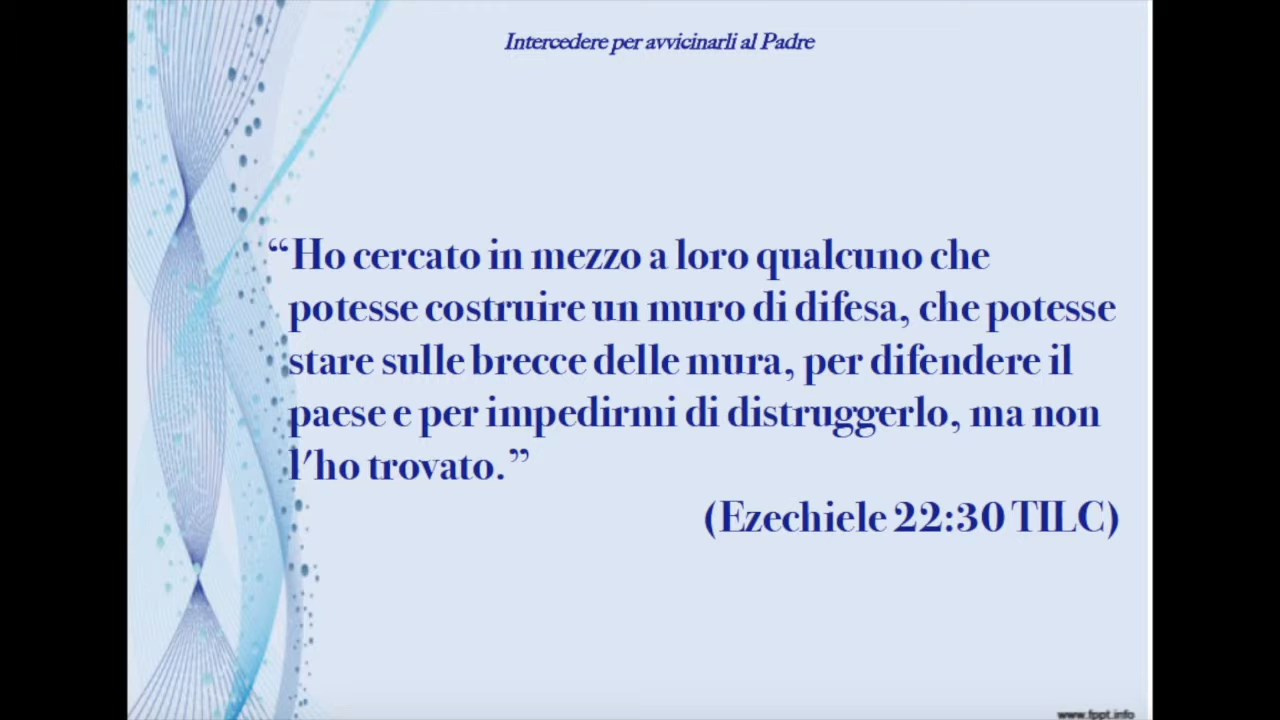 Intercedere per avvicinarli al Padre
“Ho cercato in mezzo a loro qualcuno che
potesse costruire un muro di difesa, che potesse
stare sulle brecce delle mura, per difendere il
paese e per impedirmi di distruggerlo, ma non
l'ho trovato.”
(Ezechiele 22:30 TILC)
www.fppt.info